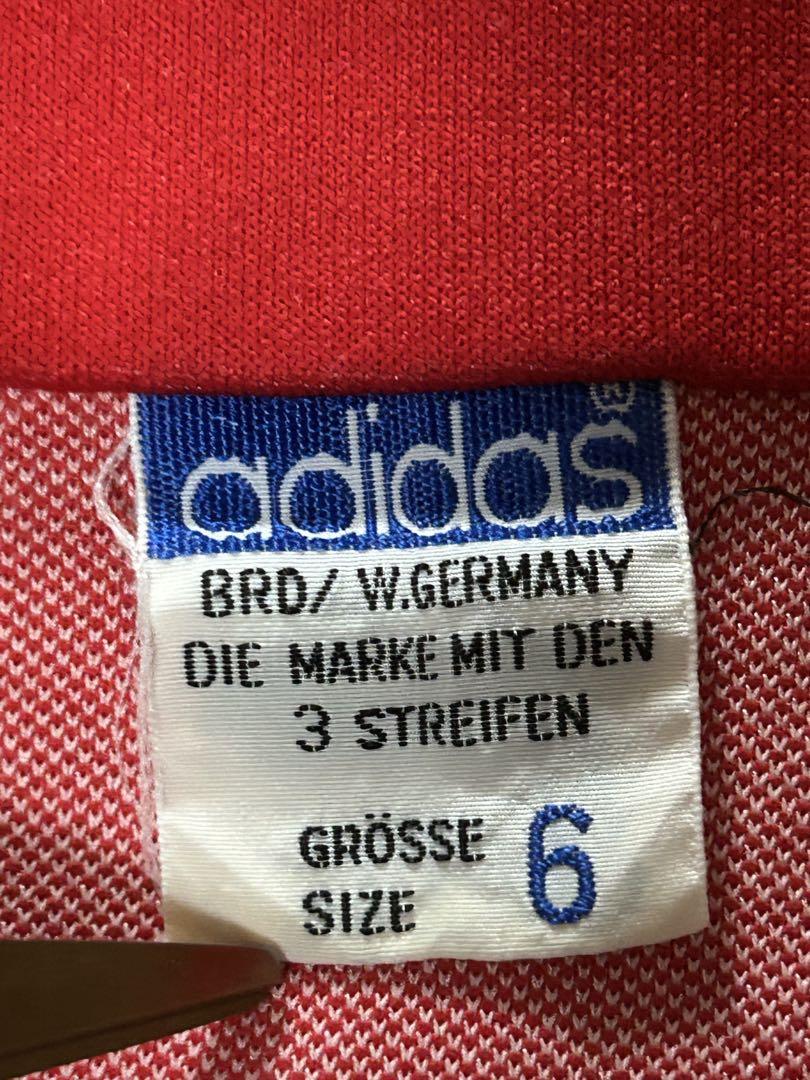 adidas®
BRD/ W.GERMANY
DIE MARKE MIT DEN
3 STREIFEN
GRÖSSE
SIZE
6